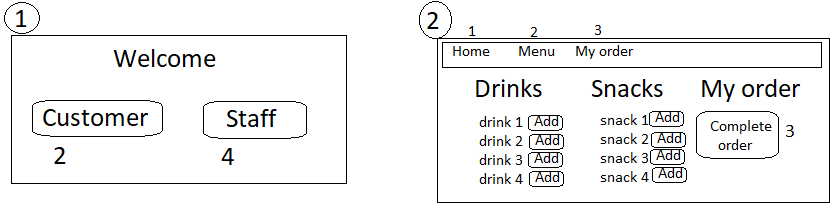 1
Welcome
Customer
Staff
2
4
2
1 2 3
Home Menu My order
Drinks Snacks My order
drink 1 Add snack 1 Add
drink 2 Add snack 2 Add
drink 3 Add snack 3 Add
drink 4 Add snack 4 Add
Complete
order
3